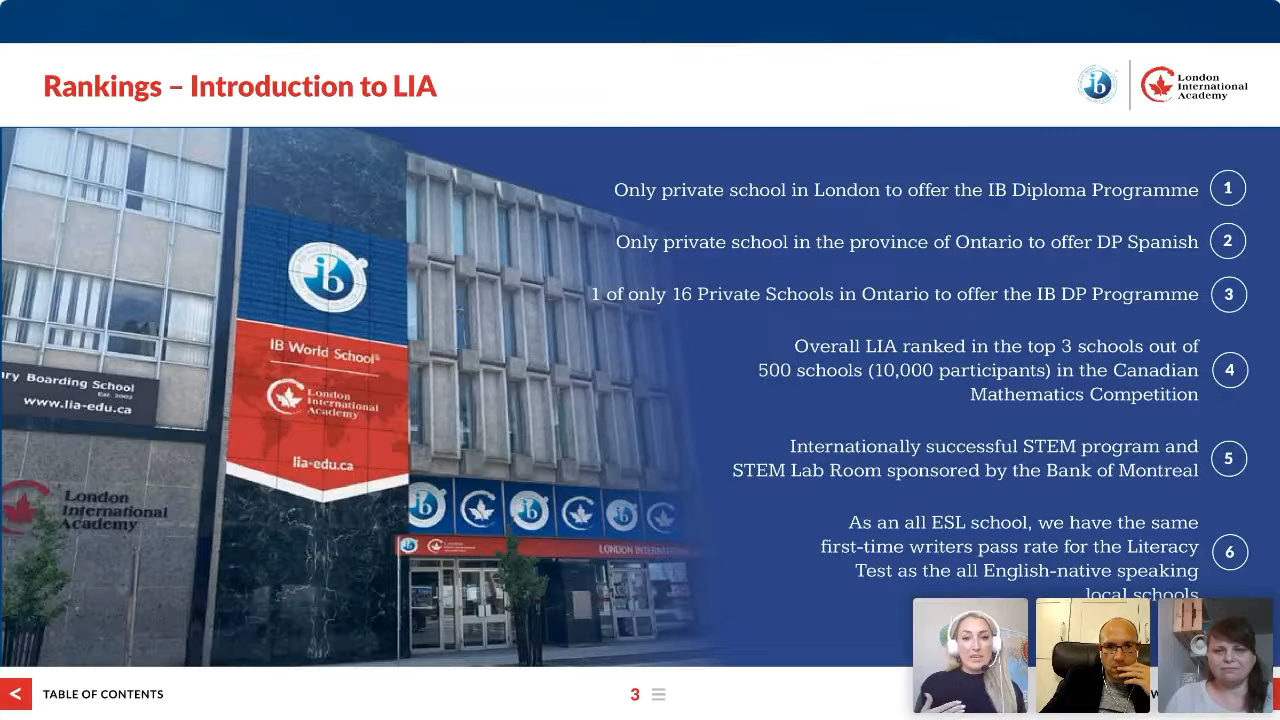 Rankings – Introduction to LIA
ib
London
International
Academy
Only private school in London to offer the IB Diploma Programme
1
Only private school in the province of Ontario to offer DP Spanish
2
1 of only 16 Private Schools in Ontario to offer the IB DP Programme
3
Overall LIA ranked in the top 3 schools out of
500 schools (10,000 participants) in the Canadian
Mathematics Competition
4
Internationally successful STEM program and
STEM Lab Room sponsored by the Bank of Montreal
5
As an all ESL school, we have the same
first-time writers pass rate for the Literacy
Test as the all English-native speaking
local schools
6
ib
IB World School®
London
International
Academy
lia-edu.ca
Boarding School
Est. 2002
www.lia-edu.ca
London
International
Academy
LONDON
< TABLE OF CONTENTS
3